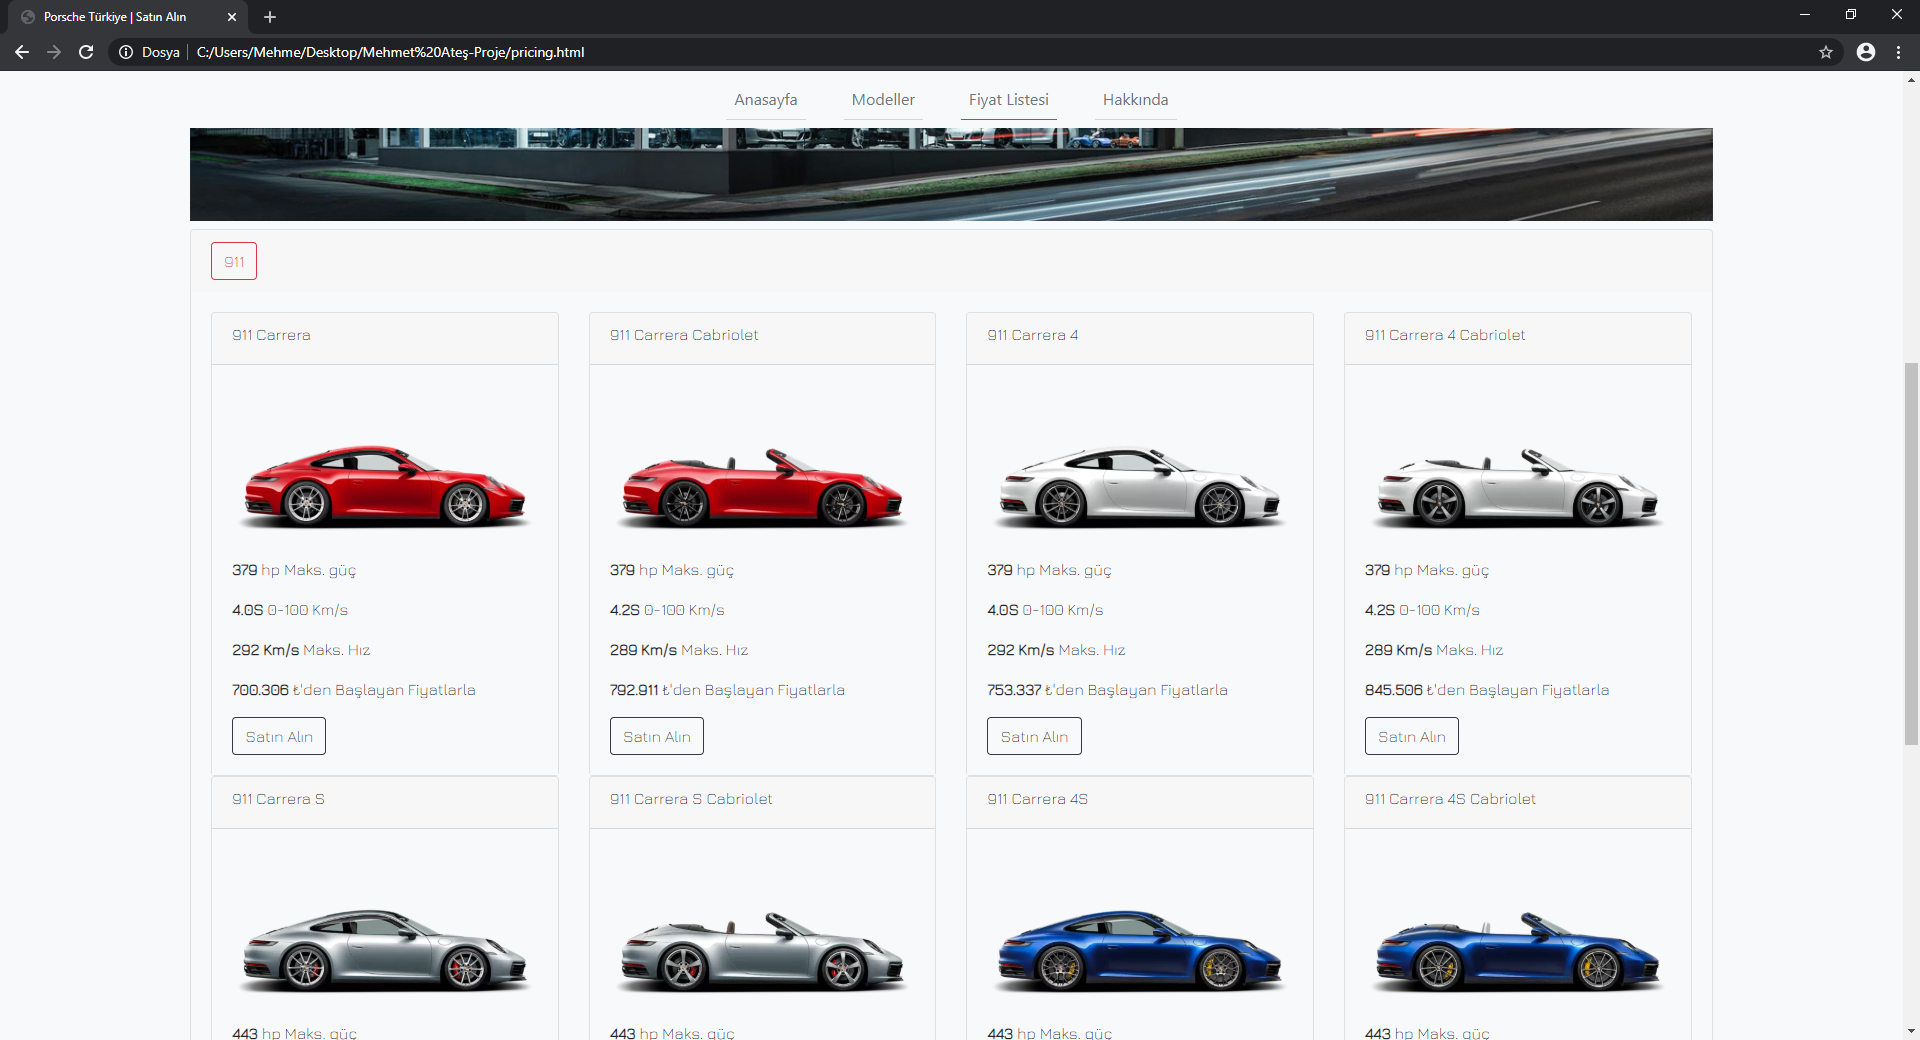 Porsche Türkiye | Satın Alın
Dosya C:/Users/Mehme/Desktop/Mehmet%20Ateş-Proje/pricing.html
Anasayfa Modeller Fiyat Listesi Hakkında
911
911 Carrera 911 Carrera Cabriolet 911 Carrera 4 911 Carrera 4 Cabriolet
379 hp Maks. güç 379 hp Maks. güç 379 hp Maks. güç 379 hp Maks. güç
4.0S 0-100 Km/s 4.2S 0-100 Km/s 4.0S 0-100 Km/s 4.2S 0-100 Km/s
292 Km/s Maks. Hız 289 Km/s Maks. Hız 292 Km/s Maks. Hız 289 Km/s Maks. Hız
700.306 ₺'den Başlayan Fiyatlarla 792.911 ₺'den Başlayan Fiyatlarla 753.337 ₺'den Başlayan Fiyatlarla 845.506 ₺'den Başlayan Fiyatlarla
Satın Alın Satın Alın Satın Alın Satın Alın
911 Carrera S 911 Carrera S Cabriolet 911 Carrera 4S 911 Carrera 4S Cabriolet
443 hp Maks. güç 443 hp Maks. güç 443 hp Maks. güç 443 hp Maks. güç